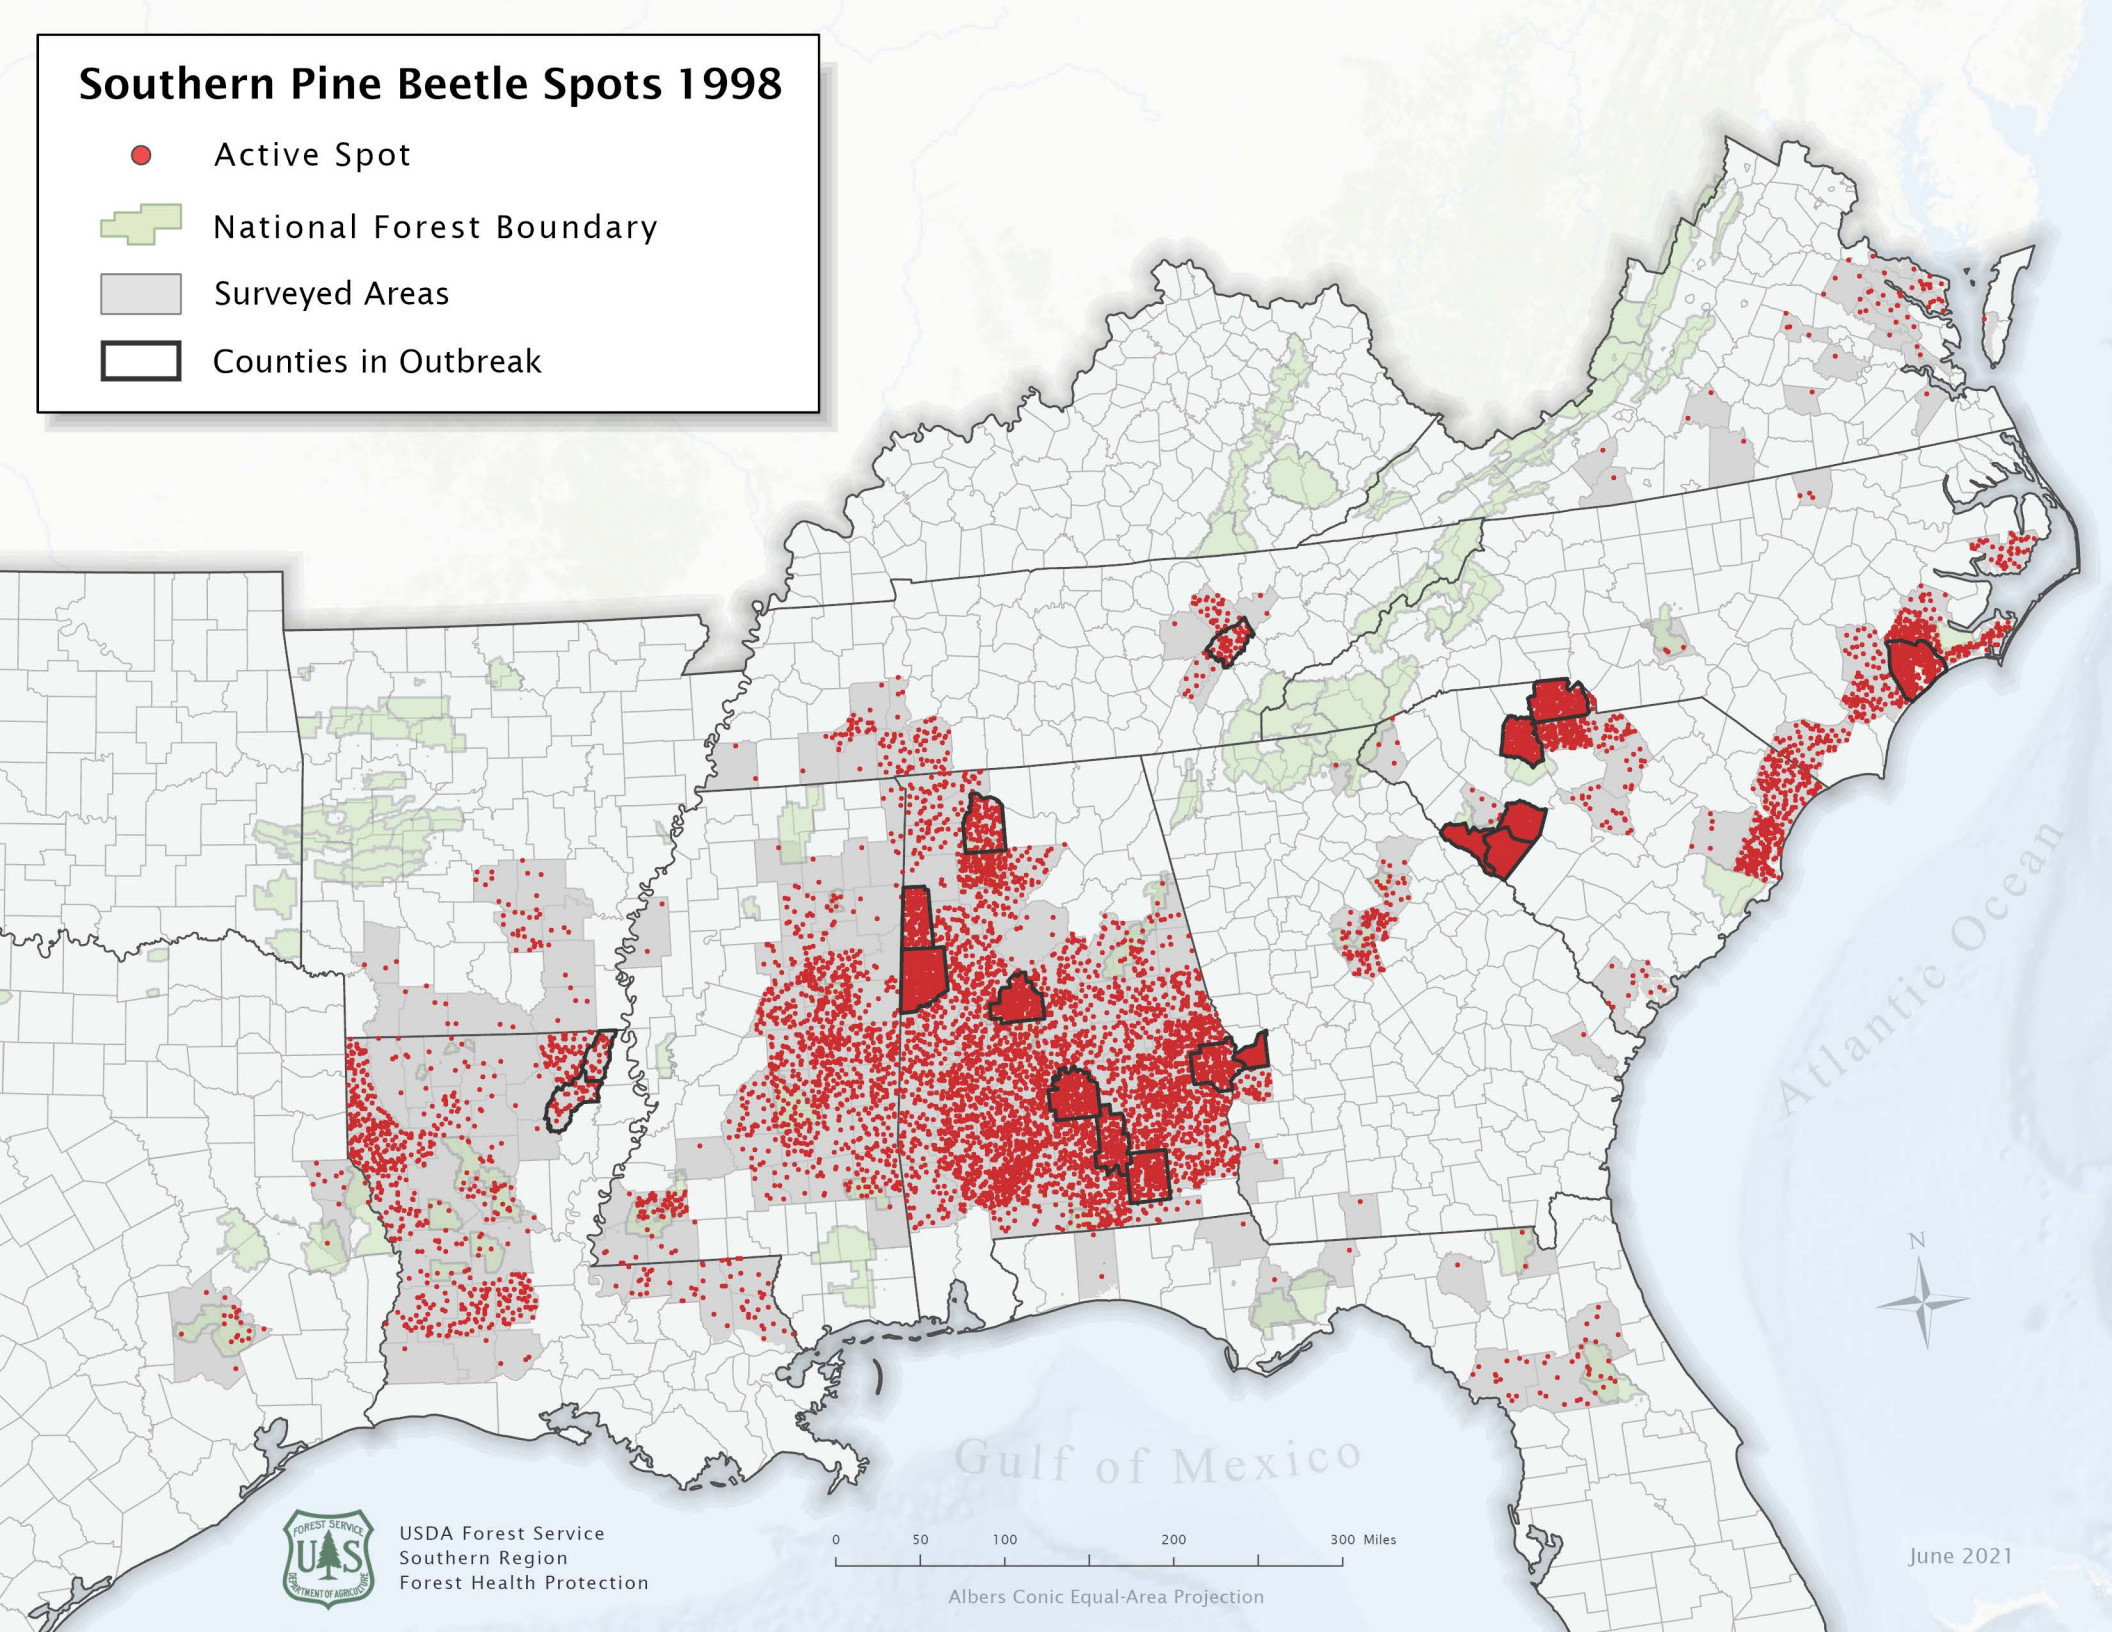 Southern Pine Beetle Spots 1998
Active Spot
National Forest Boundary
Surveyed Areas
Counties in Outbreak
Atlantic Ocean
N
Gulf of Mexico
FOREST SERVICE
U S
DEPARTMENT OF AGRICULTURE
USDA Forest Service
Southern Region
Forest Health Protection
0 50 100 200 300 Miles
Albers Conic Equal-Area Projection
June 2021